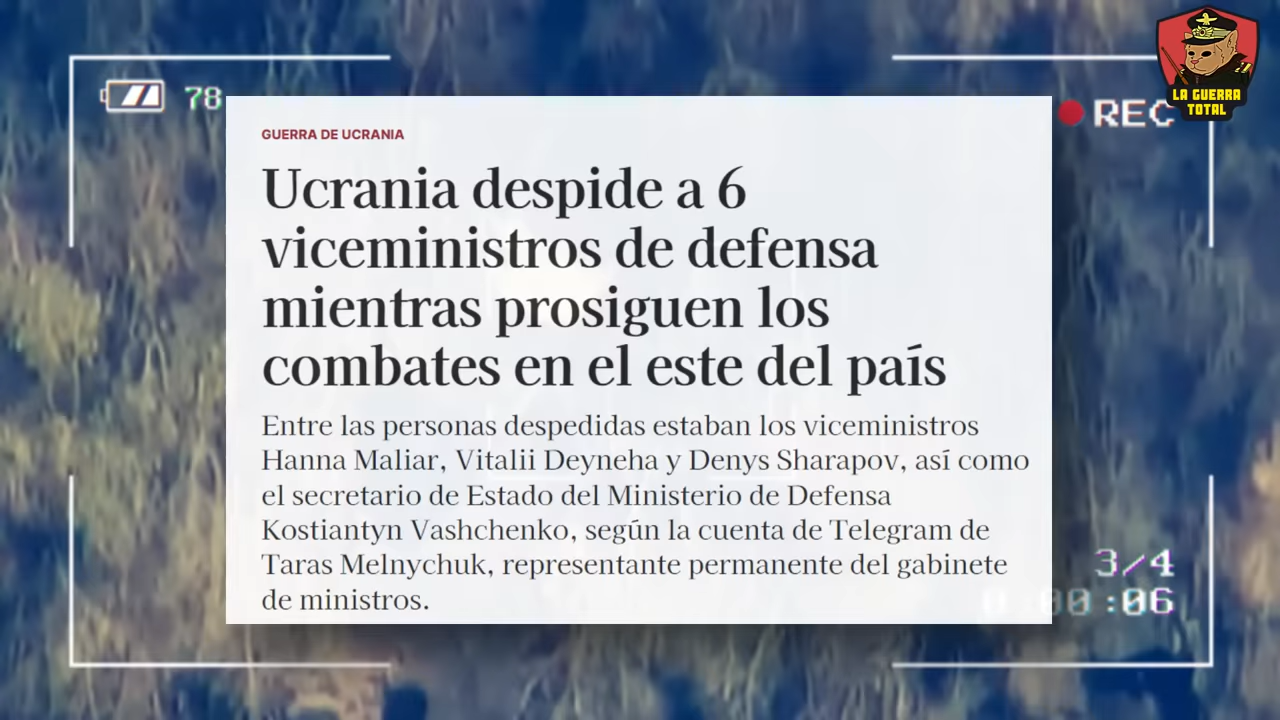 78
REC
LA GUERRA
TOTAL
GUERRA DE UCRANIA
Ucrania despide a 6
viceministros de defensa
mientras prosiguen los
combates en el este del país
Entre las personas despedidas estaban los viceministros
Hanna Maliar, Vitalii Deyneha y Denys Sharapov, así como
el secretario de Estado del Ministerio de Defensa
Kostiantyn Vashchenko, según la cuenta de Telegram de
Taras Melnychuk, representante permanente del gabinete
de ministros.
3/4
:06